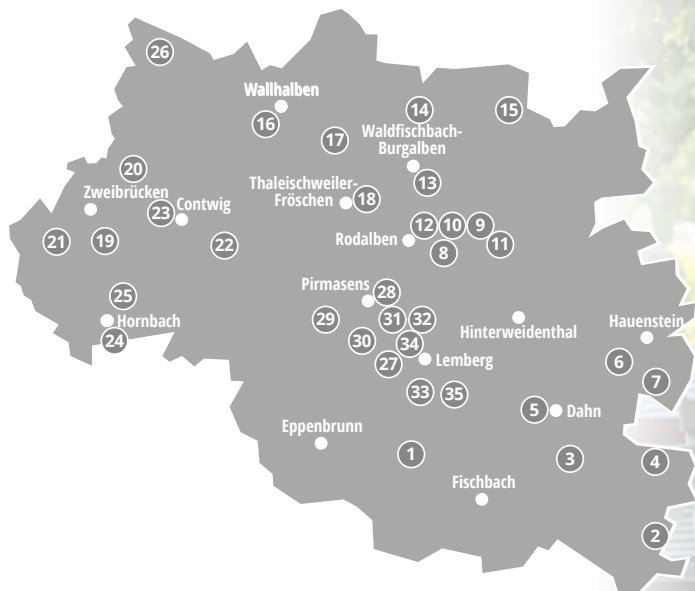 26
Wallhalben
16
14
15
17
Waldfischbach-
Burgalben
13
20
Zweibrücken
Thaleischweiler-
Fröschen
18
23
Contwig
21
19
22
Rodalben
12
10
9
8
11
Pirmasens
28
25
Hornbach
24
29
31
32
30
34
27
Lemberg
Hinterweidenthal
Hauenstein
6
7
33
35
5
Dahn
Eppenbrunn
1
3
4
Fischbach
2